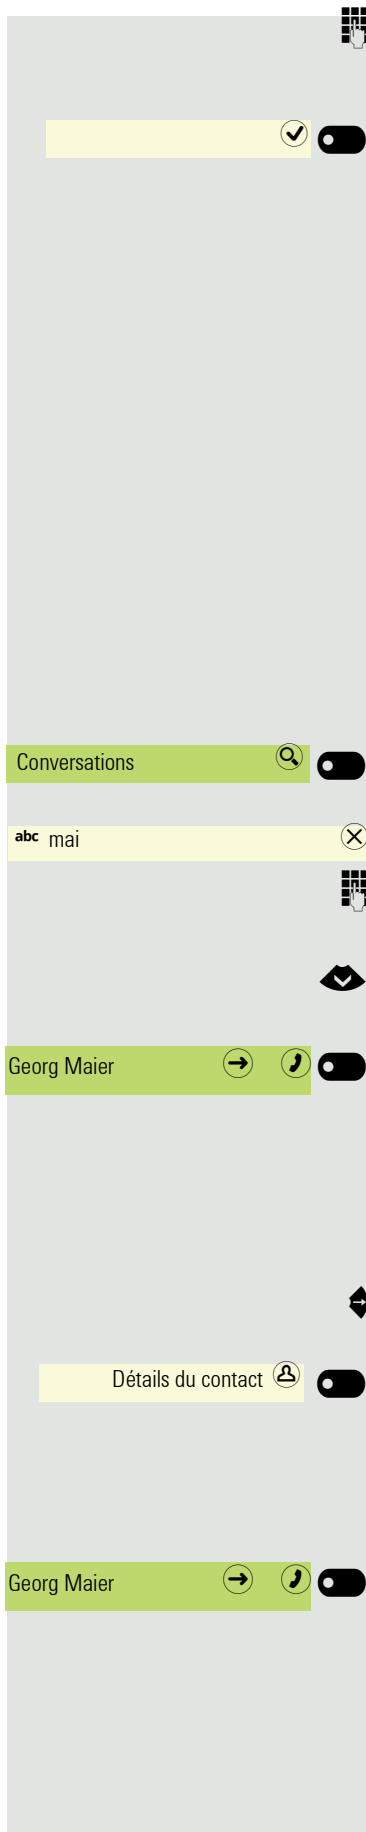 Conversations
abc mai
Georg Maier
Détails du contact
Georg Maier